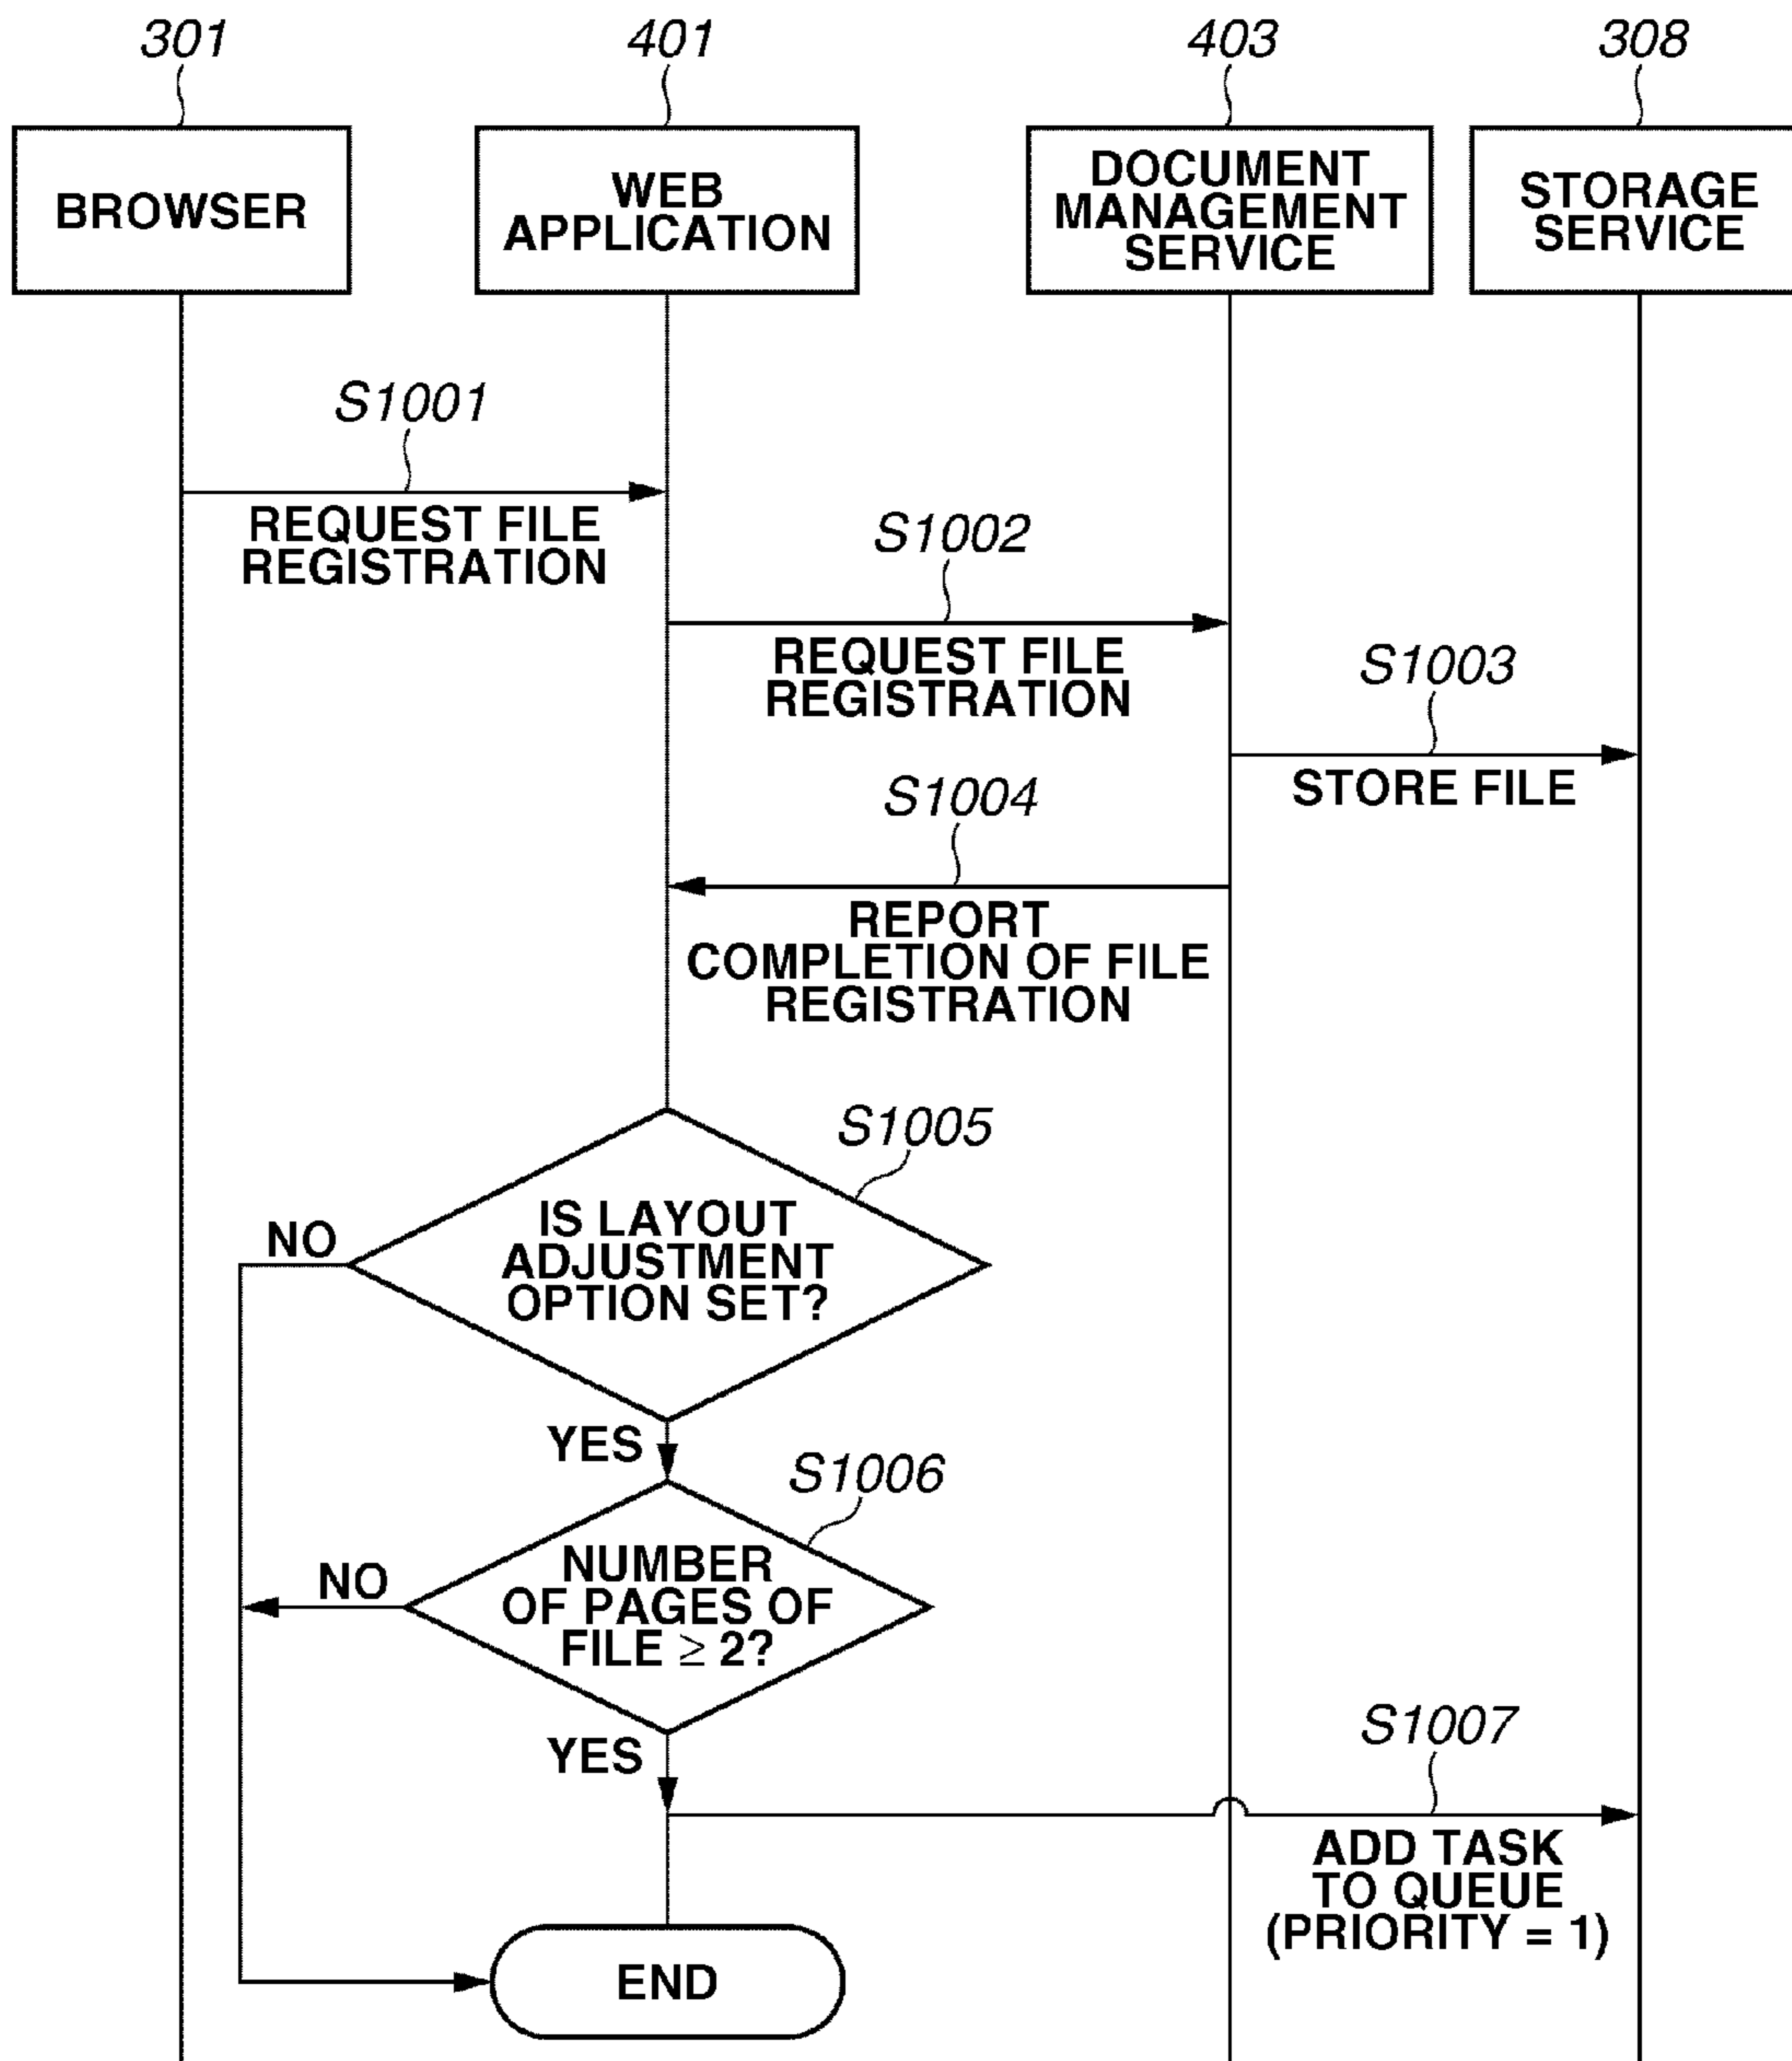 301
401
403
308
BROWSER
WEB
APPLICATION
DOCUMENT
MANAGEMENT
SERVICE
STORAGE
SERVICE
S1001
REQUEST FILE
REGISTRATION
S1002
REQUEST FILE
REGISTRATION
S1003
STORE FILE
S1004
REPORT
COMPLETION OF FILE
REGISTRATION
S1005
IS LAYOUT
ADJUSTMENT
OPTION SET?
NO
YES
S1006
NUMBER
OF PAGES OF
FILE ≥ 2?
NO
YES
S1007
ADD TASK
TO QUEUE
(PRIORITY = 1)
END